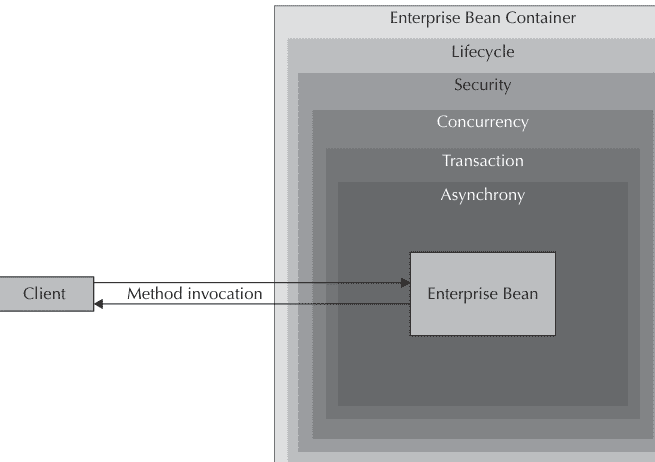 Enterprise Bean Container
Lifecycle
Security
Concurrency
Transaction
Asynchrony
Client
Method invocation
Enterprise Bean